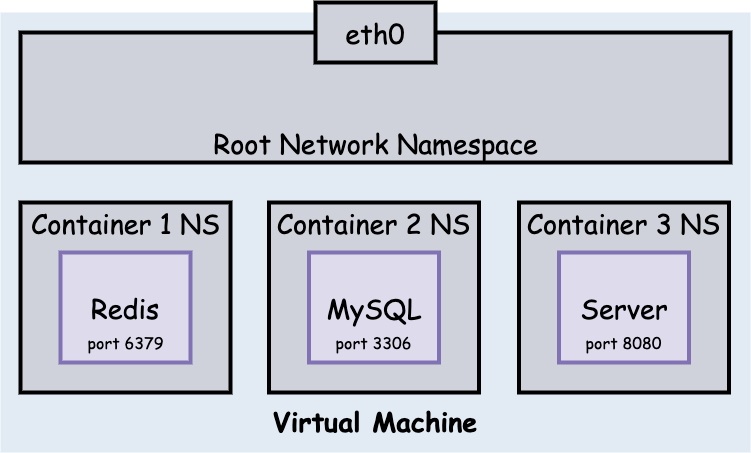 eth0
Root Network Namespace
Container 1 NS
Redis
port 6379
Container 2 NS
MySQL
port 3306
Container 3 NS
Server
port 8080
Virtual Machine